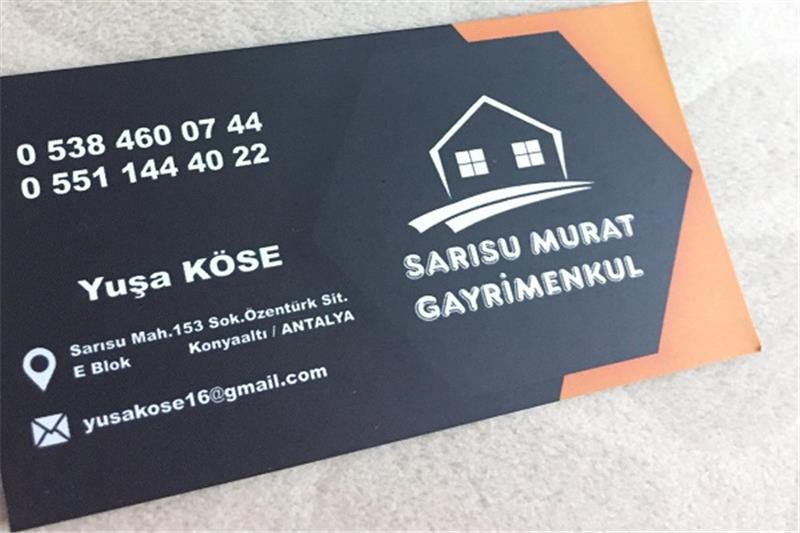 0 538 460 07 44
0 551 144 40 22
Yuşa KÖSE
Sarısu Mah.153 Sok.Özentürk Sit.
E Blok Konyaaltı / ANTALYA
yusakose16@gmail.com
SARISU MURAT
GAYRİMENKUL